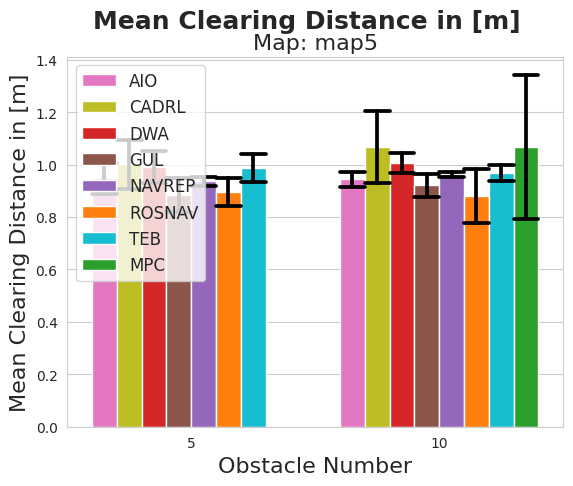 Mean Clearing Distance in [m]
Map: map5
Mean Clearing Distance in [m]
1.4
1.2
1.0
0.8
0.6
0.4
0.2
0.0
AIO
CADRL
DWA
GUL
NAVREP
ROSNAV
TEB
MPC
5
10
Obstacle Number